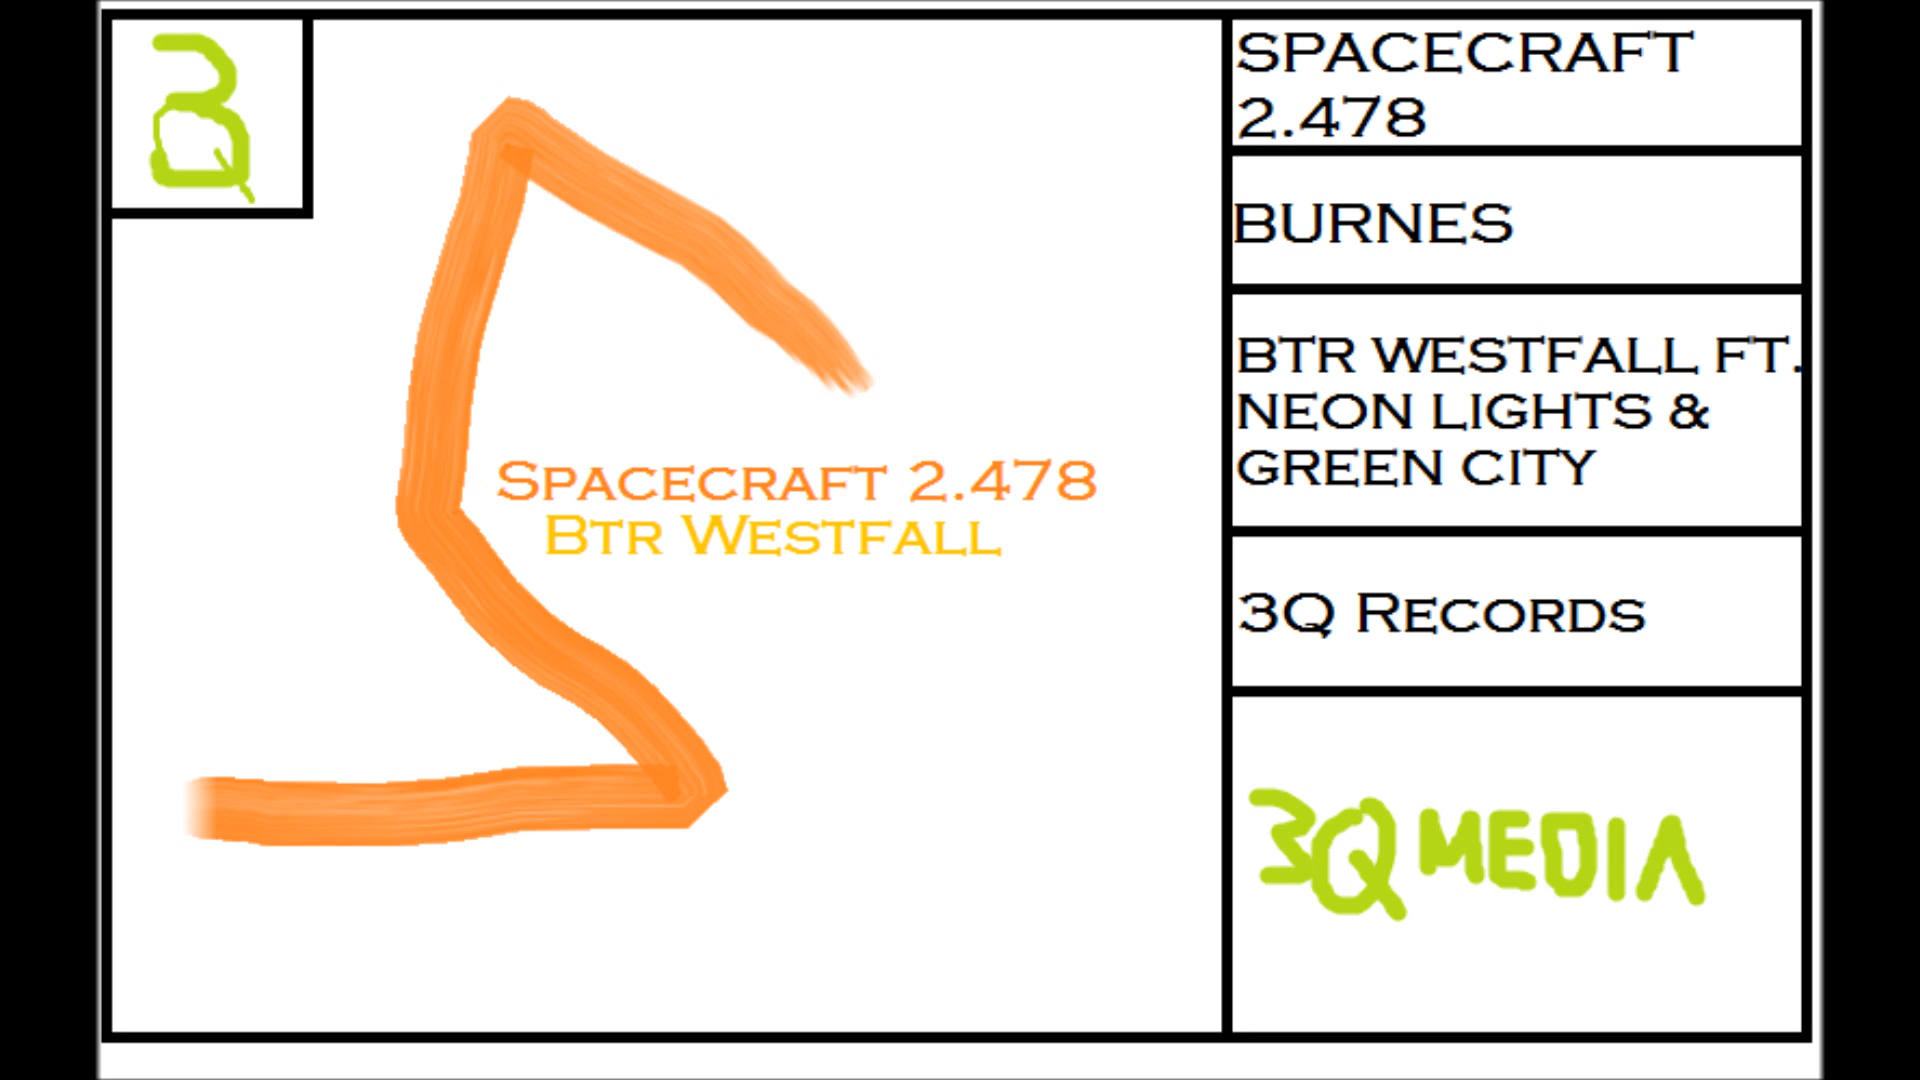 3Q
Spacecraft 2.478
Btr Westfall
SPACECRAFT
2.478
BURNES
BTR WESTFALL FT.
NEON LIGHTS &
GREEN CITY
3Q Records
3Q MEDIA